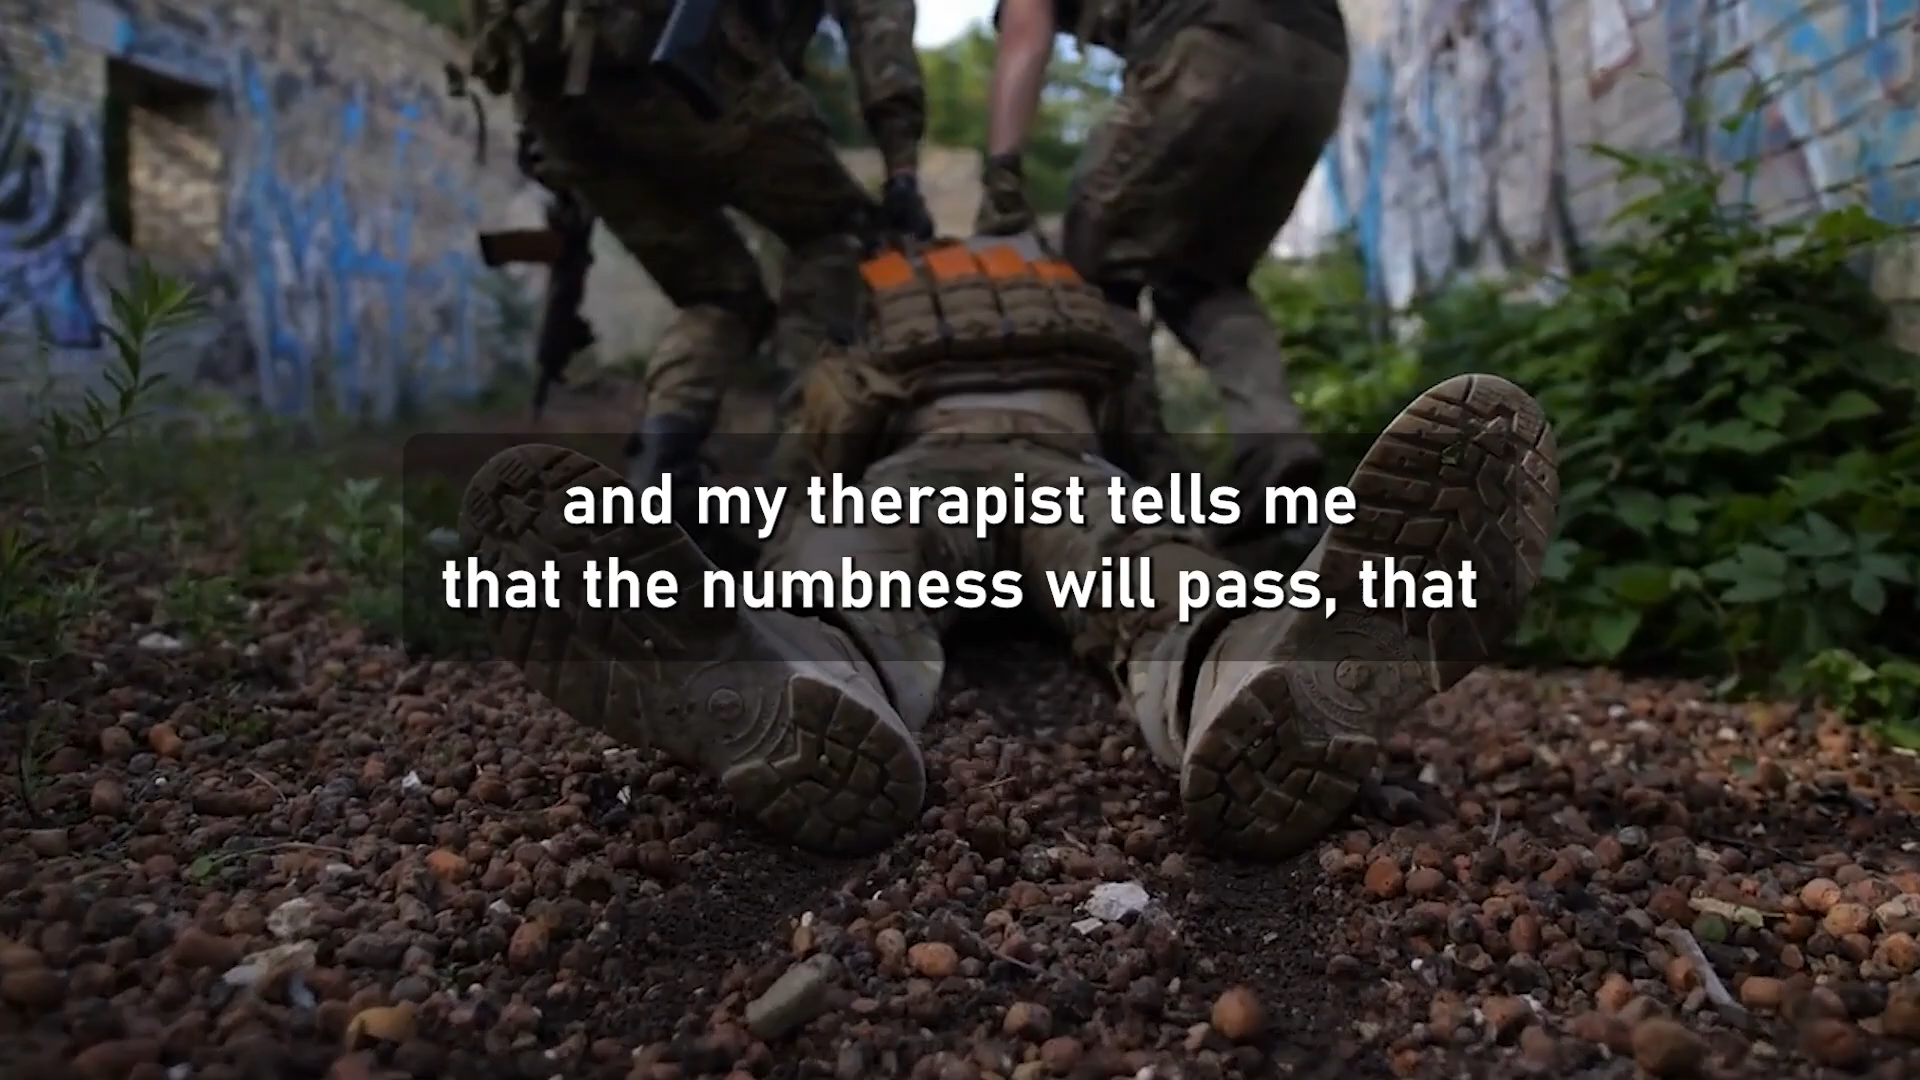 and my therapist tells me
that the numbness will pass, that